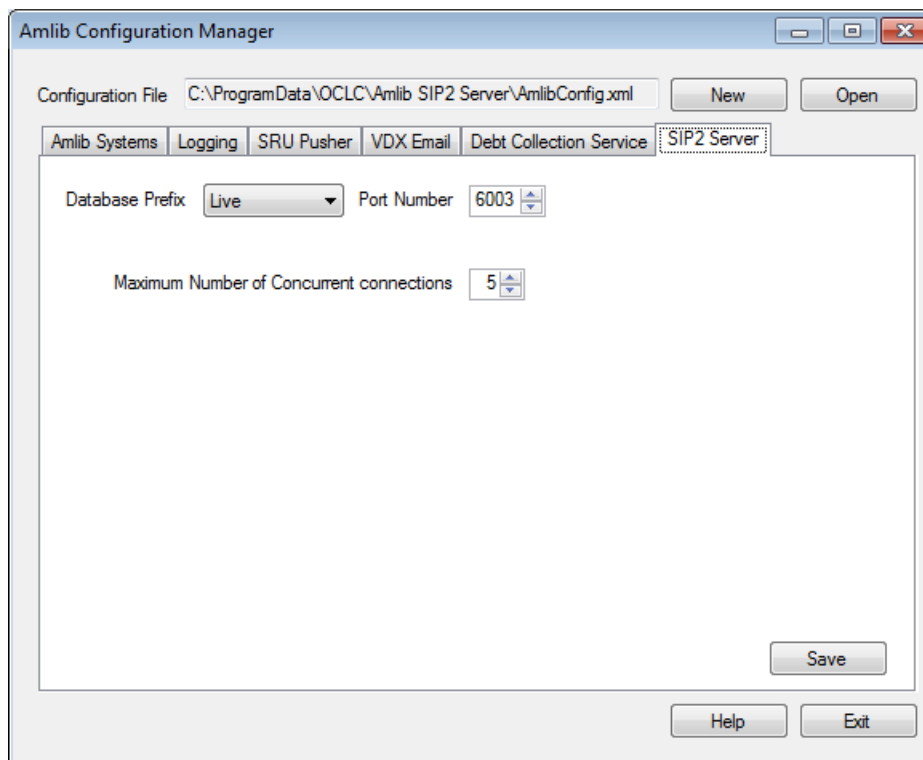 Amlib Configuration Manager
Configuration File C:\ProgramData\OCLC\Amlib SIP2 Server\AmlibConfig.xml New Open
Amlib Systems Logging SRU Pusher VDX Email Debt Collection Service SIP2 Server
Database Prefix Live Port Number 6003
Maximum Number of Concurrent connections 5
Save
Help Exit